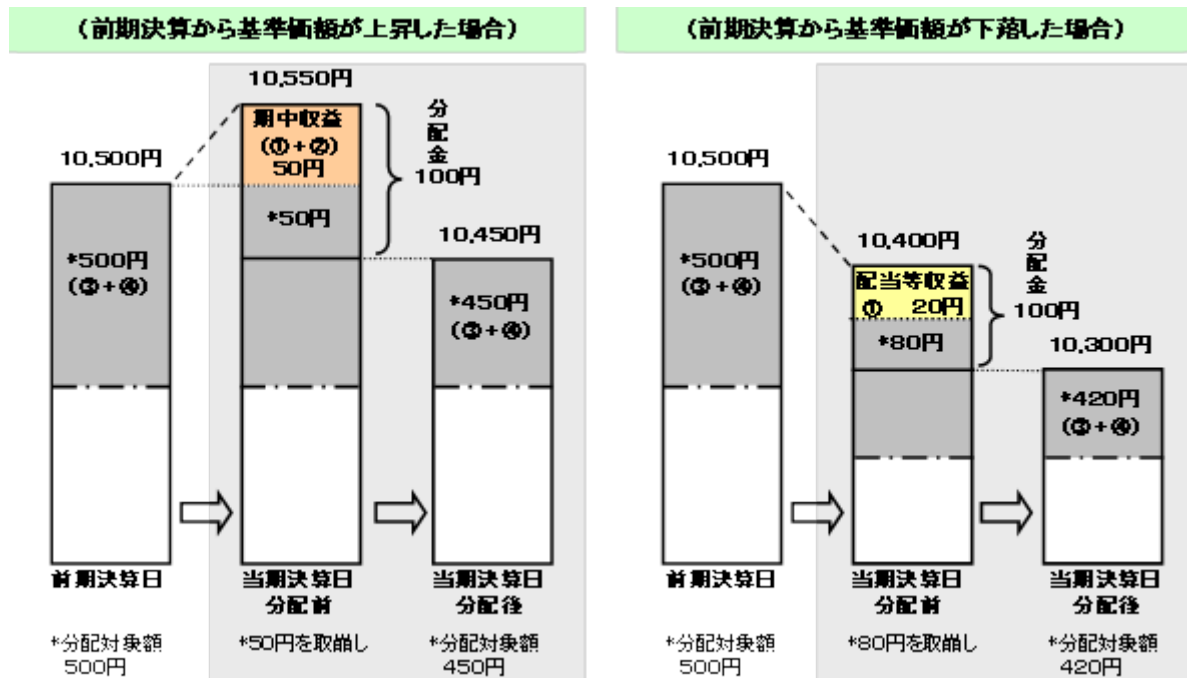 (前期決算から基準価額が上昇した場合)
10,550円
期中収益
(①+②)
50円
分配金
100円
10,500円
*500円
(③+④)
*50円
10,450円
*450円
(③+④)
前期決算日
当期決算日
分配前
当期決算日
分配後
*分配対象額
500円
*50円を取崩し
*分配対象額
450円
(前期決算から基準価額が下落した場合)
10,500円
*500円
(③+④)
10,400円
配当等収益
① 20円
*80円
分配金
100円
10,300円
*420円
(③+④)
前期決算日
当期決算日
分配前
当期決算日
分配後
*分配対象額
500円
*80円を取崩し
*分配対象額
420円